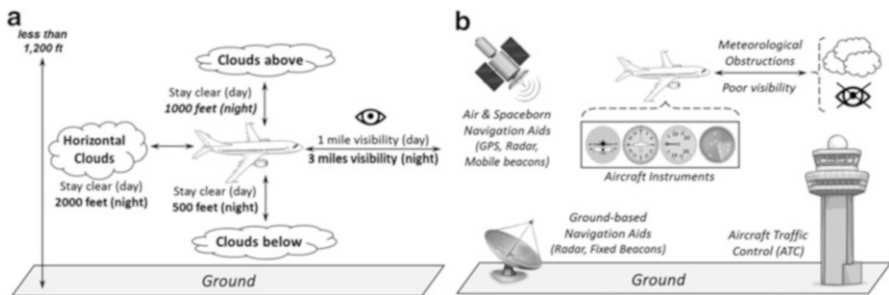 a
less than
1,200 ft
Clouds above
Stay clear (day)
1000 feet (night)
Horizontal
Clouds
Stay clear (day)
2000 feet (night)
1 mile visibility (day)
3 miles visibility (night)
Stay clear (day)
500 feet (night)
Clouds below
Ground
b
Meteorological
Obstructions
Poor visibility
Air & Spaceborn
Navigation Aids
(GPS, Radar,
Mobile beacons)
Aircraft Instruments
Ground-based
Navigation Aids
(Radar, Fixed Beacons)
Aircraft Traffic
Control (ATC)
Ground